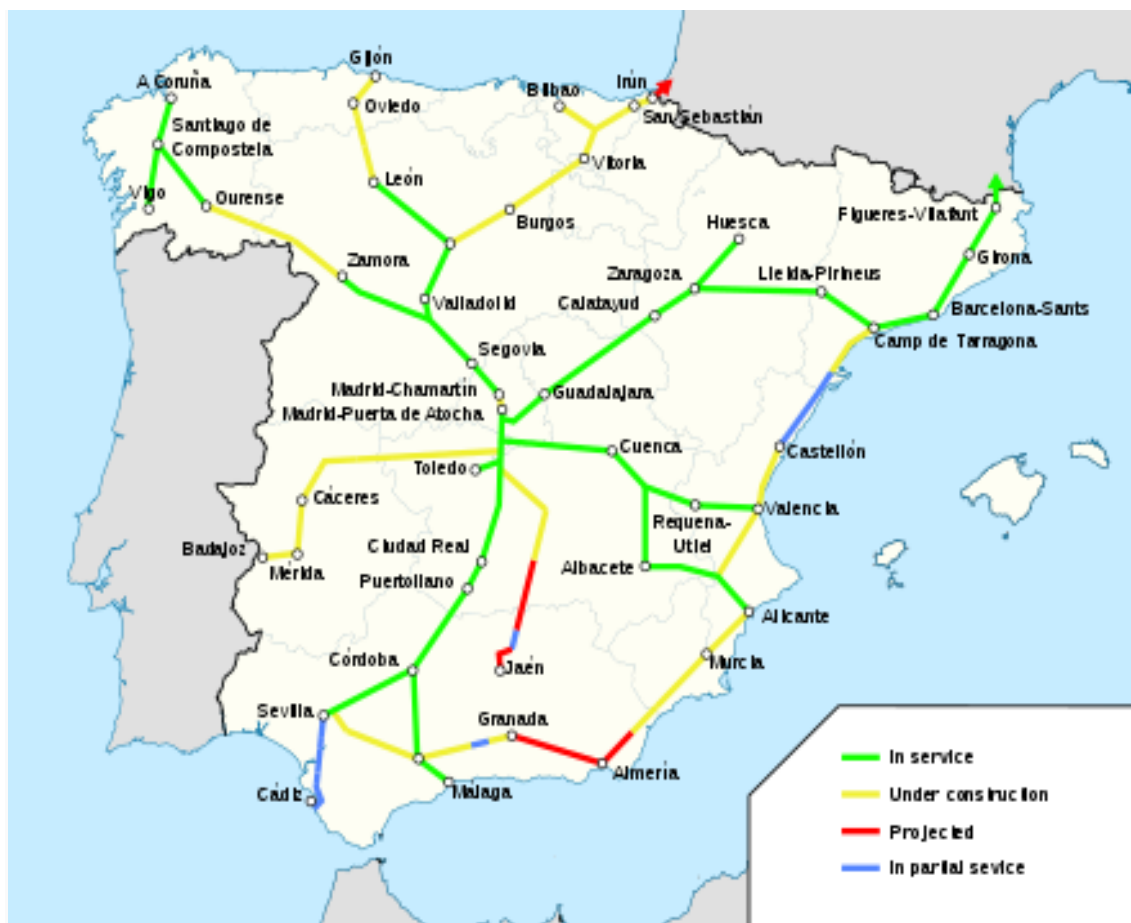 Gijón
A Coruña
Oviedo
Bilbao
Irún
San Sebastián
Santiago de
Compostela
Vitoria
León
Vigo
Ourense
Burgos
Huesca
Figueres-Vilafant
Girona
Zamora
Zaragoza
Lleida-Pirineus
Valladolid
Calatayud
Barcelona-Sants
Camp de Tarragona
Segovia
Madrid-Chamartín
Guadalajara
Madrid-Puerta de Atocha
Cuenca
Castellón
Toledo
Cáceres
Requena-
Utiel
Valencia
Ciudad Real
Badajoz
Mérida
Albacete
Puertollano
Alicante
Córdoba
Jaén
Murcia
Sevilla
Granada
Almería
Cádiz
Málaga
In service
Under construction
Projected
In partial sevice